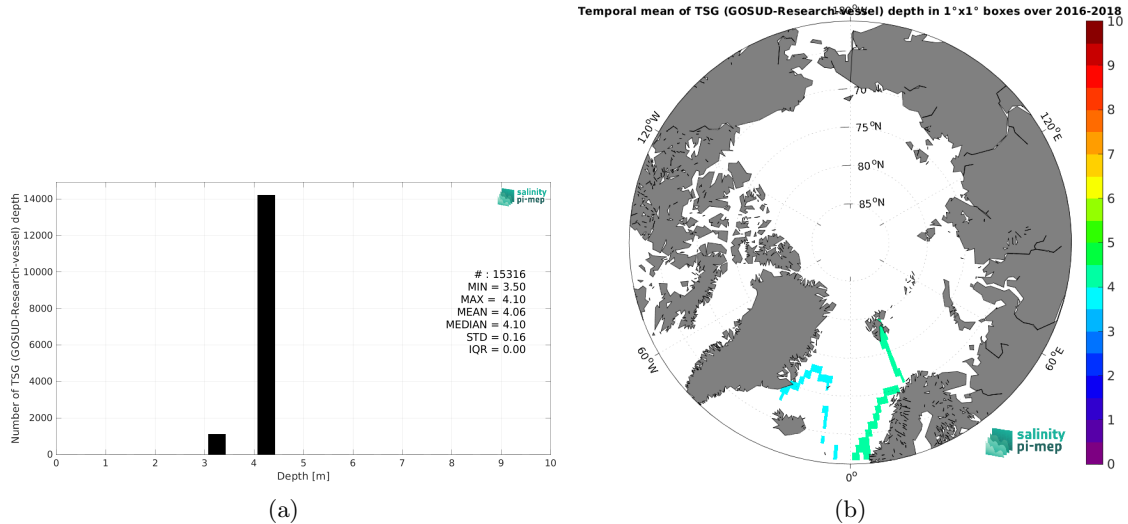 Temporal mean of TSG (GOSUD-Research-vessel) depth in 1°x1° boxes over 2016-2018
Number of TSG (GOSUD-Research-vessel) depth
14000
12000
10000
8000
6000
4000
2000
0
0 1 2 3 4 5 6 7 8 9 10
Depth [m]
salinity
pi-mep
# : 15316
MIN = 3.50
MAX = 4.10
MEAN = 4.06
MEDIAN = 4.10
STD = 0.16
IQR = 0.00
(a)
180°W
120°W
120°E
60°W
60°E
0°
70
75°N
80°N
85°N
salinity
pi-mep
10
9
8
7
6
5
4
3
2
1
0
(b)